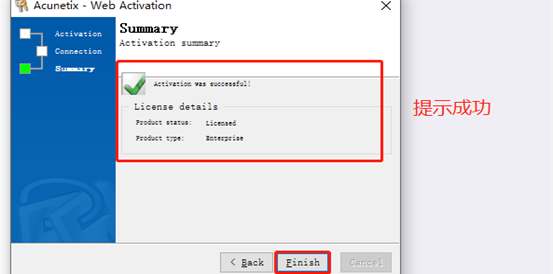 Acunetix - Web Activation
Activation
Connection
Summary
Summary
Activation summary
Activation was successful!
License details
Product status: Licensed
Product type: Enterprise
提示成功
< Back
Finish
Cancel